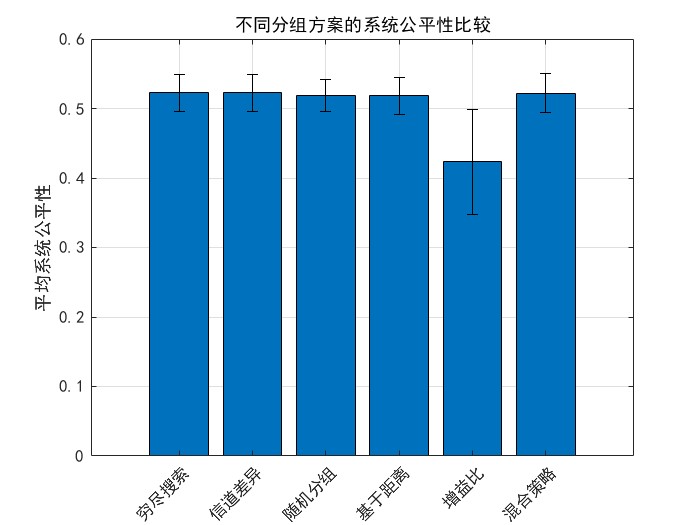 不同分组方案的系统公平性比较
平均系统公平性
0.6
0.5
0.4
0.3
0.2
0.1
0
穷尽搜索
信道差异
随机分组
基于距离
增益比
混合策略